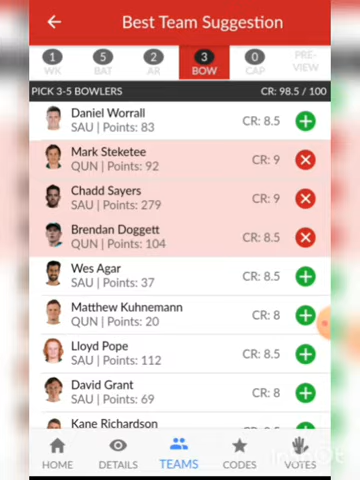 Best Team Suggestion
1 5 2 3 0 PRE-
WK BAT AR BOW CAP VIEW
PICK 3-5 BOWLERS CR: 98.5 / 100
Daniel Worrall
SAU | Points: 83 CR: 8.5
Mark Steketee
QUN | Points: 92 CR: 9
Chadd Sayers
SAU | Points: 279 CR: 9
Brendan Doggett
QUN | Points: 104 CR: 8.5
Wes Agar
SAU | Points: 37 CR: 8.5
Matthew Kuhnemann
QUN | Points: 20 CR: 8
Lloyd Pope
SAU | Points: 112 CR: 8.5
David Grant
SAU | Points: 69 CR: 8
Kane Richardson
HOME DETAILS TEAMS CODES VOTES